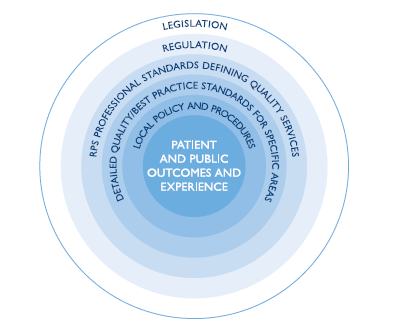 LEGISLATION
REGULATION
RPS PROFESSIONAL STANDARDS DEFINING QUALITY SERVICES
DETAILED QUALITY/BEST PRACTICE STANDARDS FOR SPECIFIC AREAS
LOCAL POLICY AND PROCEDURES
PATIENT
AND PUBLIC
OUTCOMES AND
EXPERIENCE